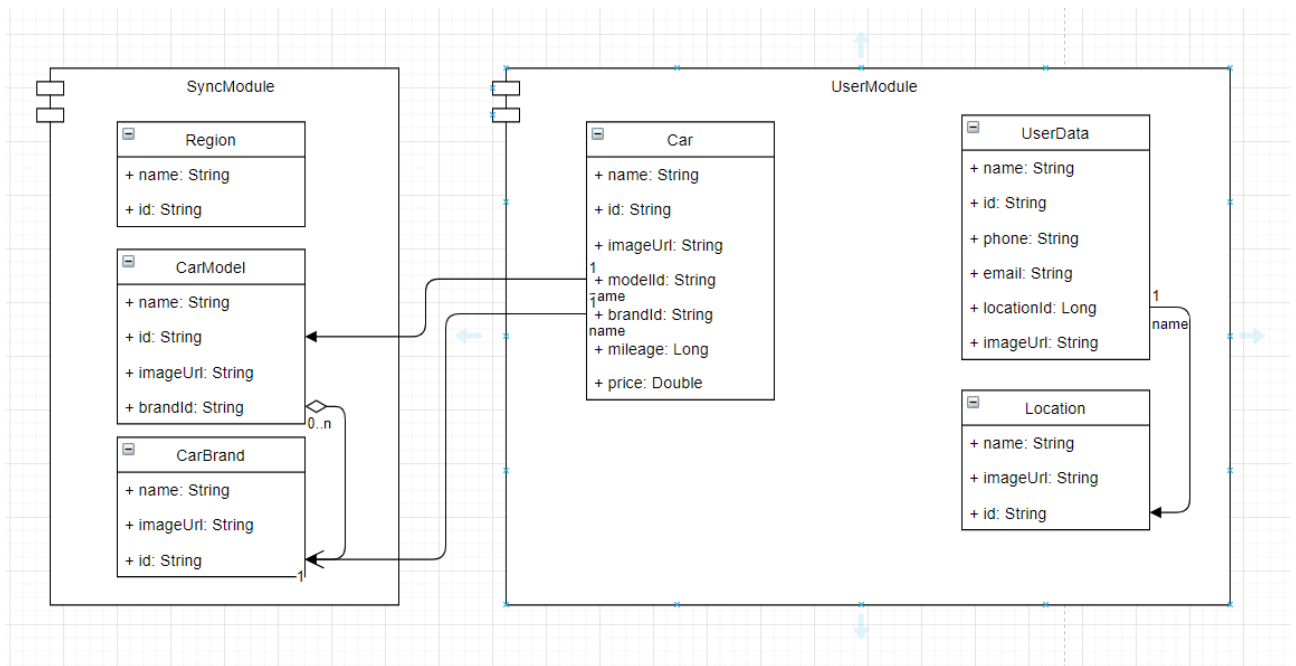 SyncModule
Region
+ name: String
+ id: String
CarModel
+ name: String
+ id: String
+ imageUrl: String
+ brandId: String
0..n
CarBrand
+ name: String
+ imageUrl: String
+ id: String
1
UserModule
Car
+ name: String
+ id: String
+ imageUrl: String
1
+ modelId: String
name
1
+ brandId: String
name
+ mileage: Long
+ price: Double
UserData
+ name: String
+ id: String
+ phone: String
+ email: String
+ locationId: Long
+ imageUrl: String
1
name
Location
+ name: String
+ imageUrl: String
+ id: String